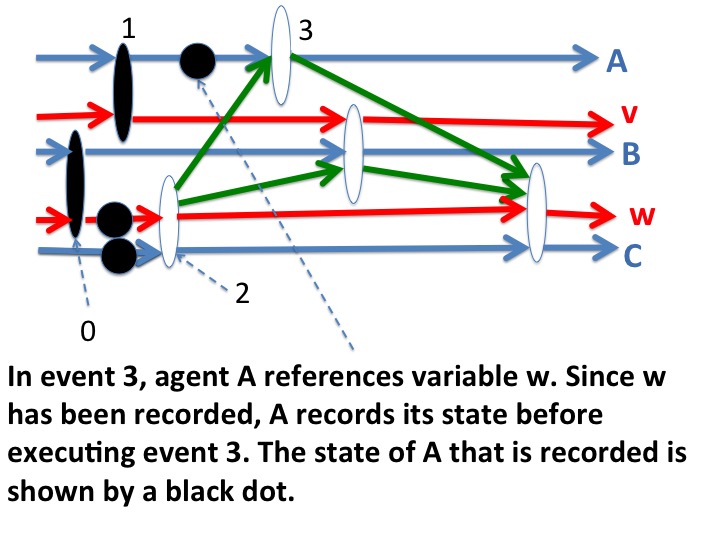 1
3
A
v
B
w
C
2
0
In event 3, agent A references variable w. Since w
has been recorded, A records its state before
executing event 3. The state of A that is recorded is
shown by a black dot.